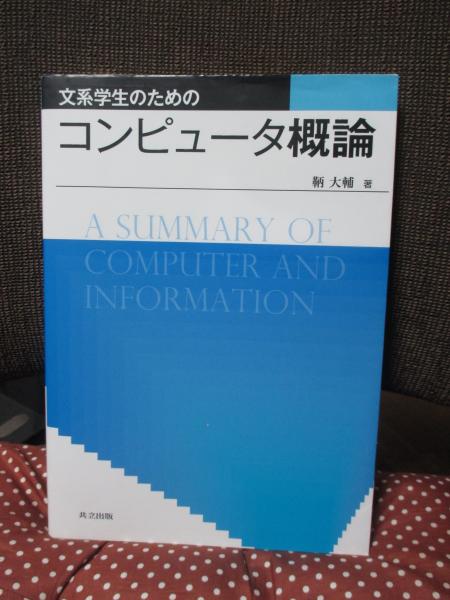 文系学生のための
コンピュータ概論
鞆 大輔 著
A SUMMARY OF
COMPUTER AND
INFORMATION
共立出版